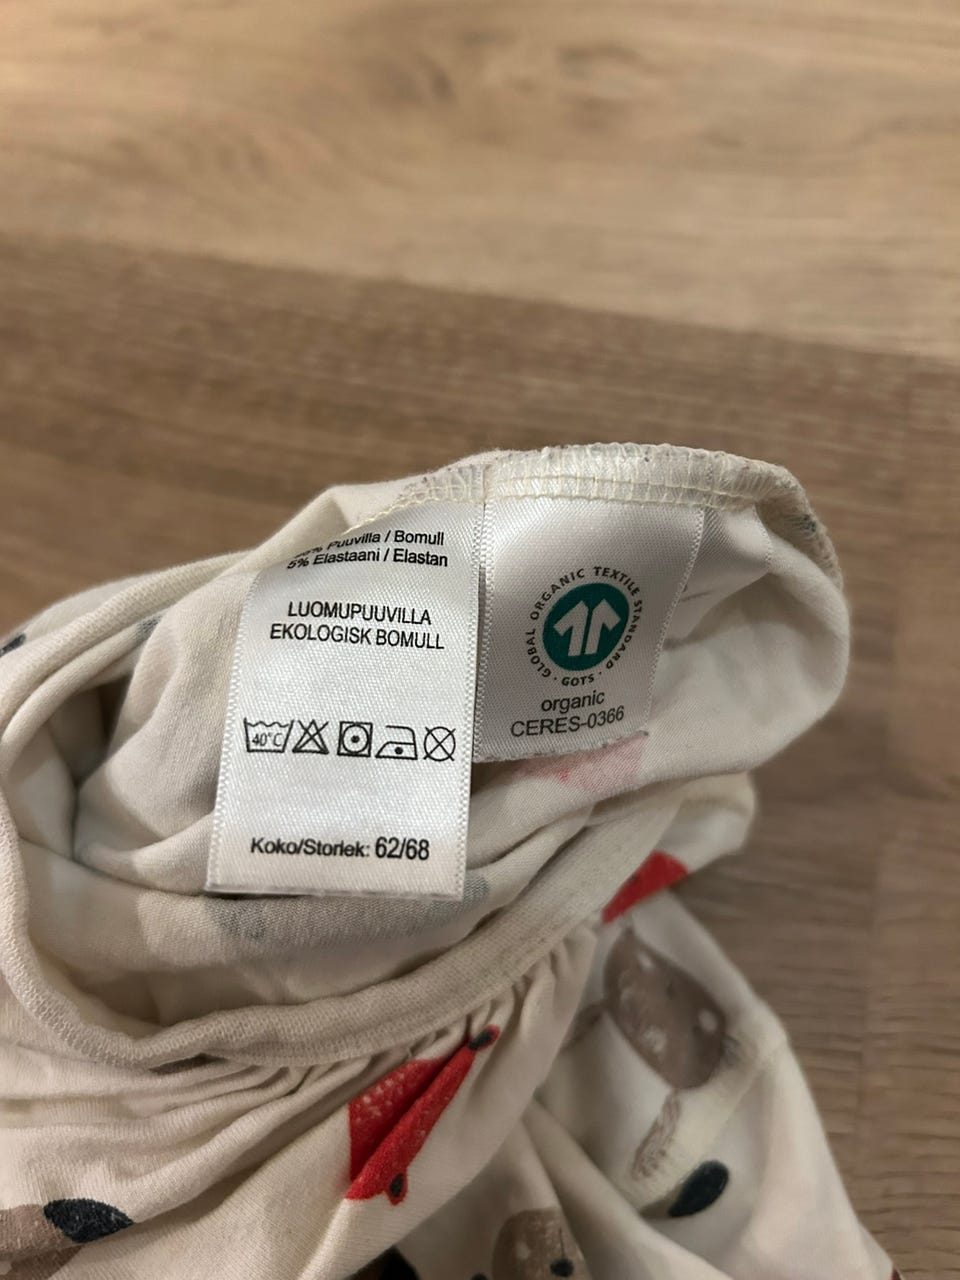 Puuvilla / Bomull
5% Elastaani / Elastan
LUOMUPUUVILLA
EKOLOGISK BOMULL
40°C
Koko/Storlek: 62/68
GLOBAL ORGANIC TEXTILE STANDARD
· GOTS ·
organic
CERES-0366